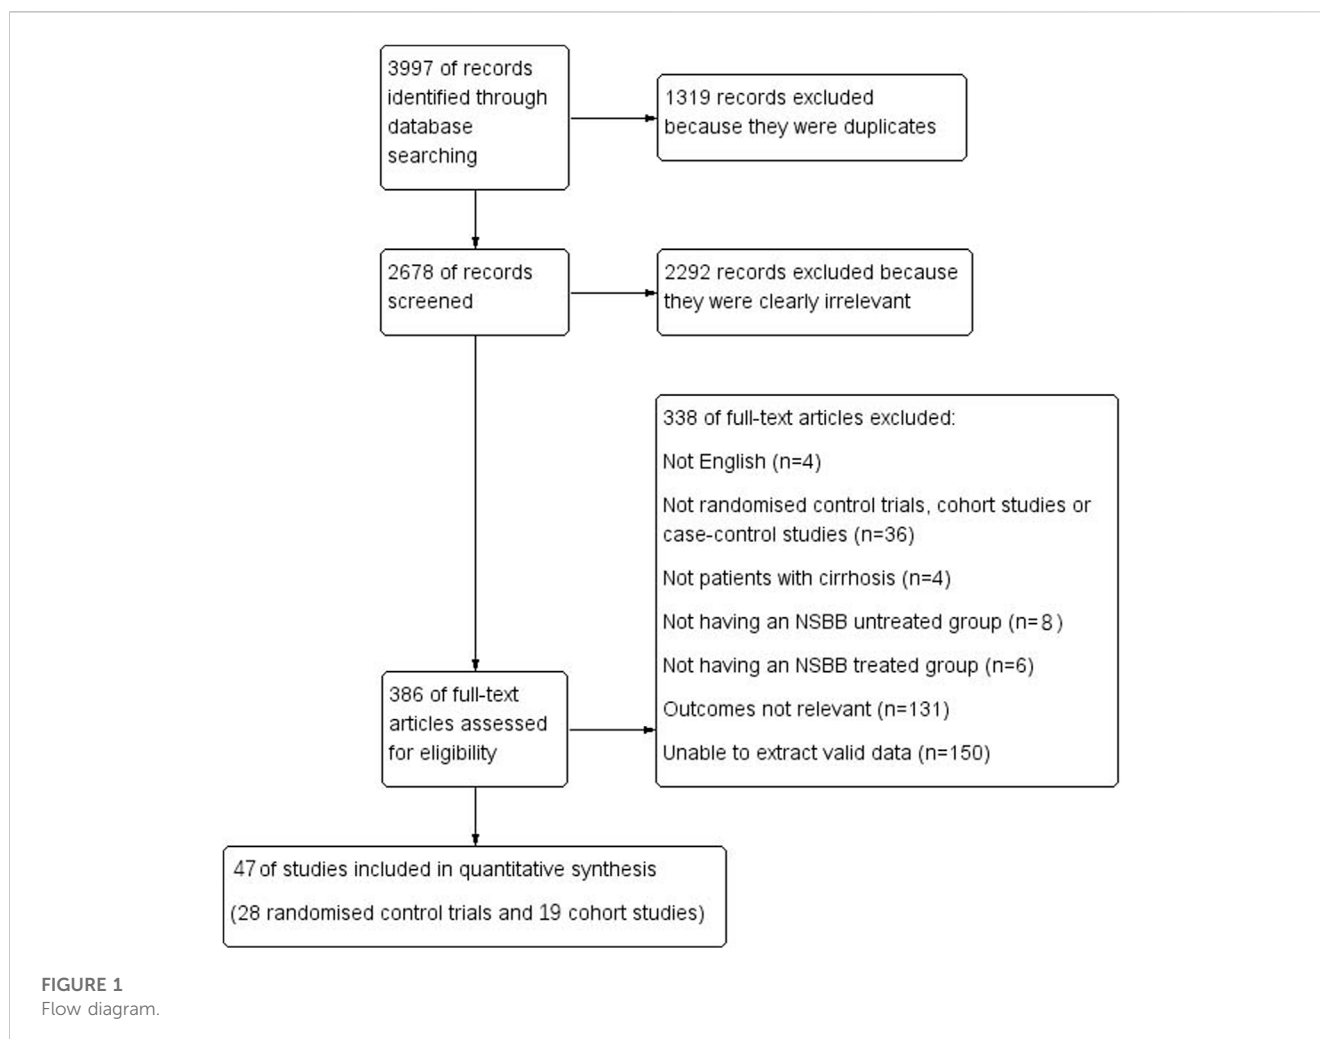 3997 of records
identified through
database
searching
1319 records excluded
because they were duplicates
2678 of records
screened
2292 records excluded because
they were clearly irrelevant
338 of full-text articles excluded:
Not English (n=4)
Not randomised control trials, cohort studies or
case-control studies (n=36)
Not patients with cirrhosis (n=4)
Not having an NSBB untreated group (n=8)
Not having an NSBB treated group (n=6)
Outcomes not relevant (n=131)
Unable to extract valid data (n=150)
386 of full-text
articles assessed
for eligibility
47 of studies included in quantitative synthesis
(28 randomised control trials and 19 cohort studies)
FIGURE 1
Flow diagram.